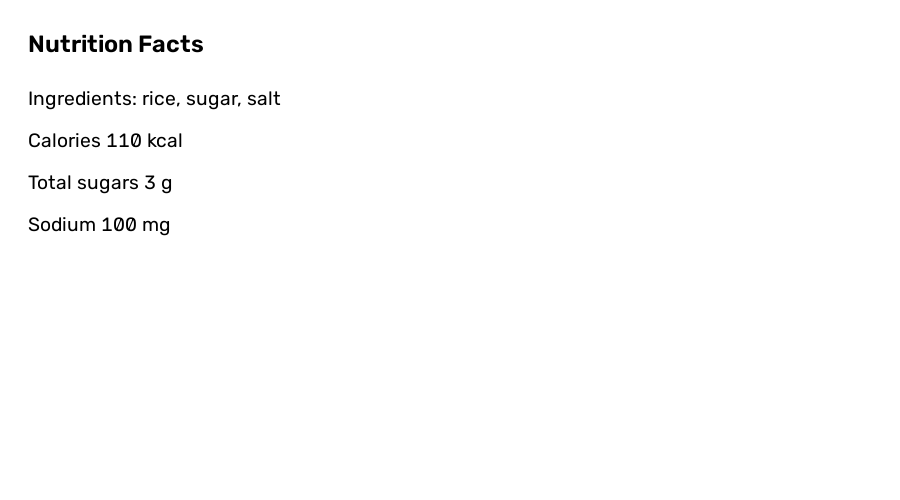 Nutrition Facts
Ingredients: rice, sugar, salt
Calories 110 kcal
Total sugars 3 g
Sodium 100 mg